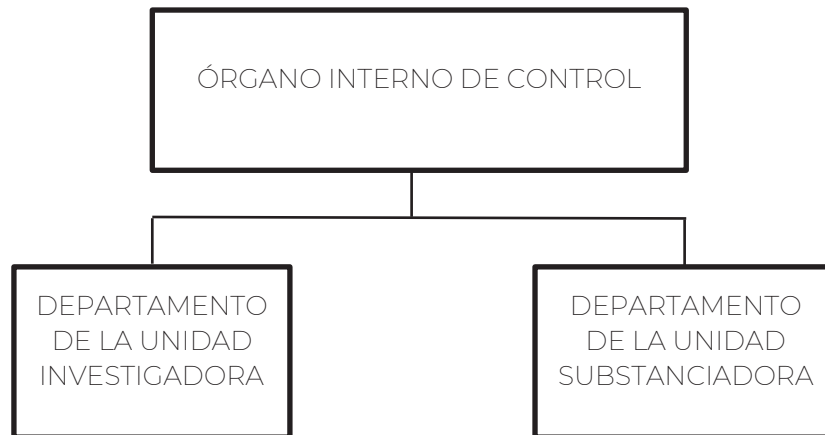 ÓRGANO INTERNO DE CONTROL
DEPARTAMENTO
DE LA UNIDAD
INVESTIGADORA
DEPARTAMENTO
DE LA UNIDAD
SUBSTANCIADORA